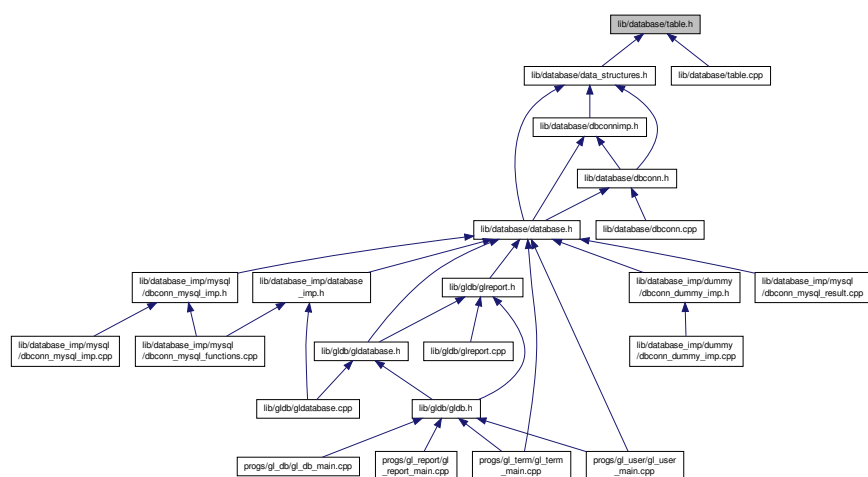 lib/database/table.h
lib/database/data_structures.h
lib/database/table.cpp
lib/database/dbconnimp.h
lib/database/dbconn.h
lib/database/database.h
lib/database/dbconn.cpp
lib/database_imp/mysql
/dbconn_mysql_imp.h
lib/database_imp/database
_imp.h
lib/gldb/glreport.h
lib/database_imp/dummy
/dbconn_dummy_imp.h
lib/database_imp/mysql
/dbconn_mysql_result.cpp
lib/database_imp/mysql
/dbconn_mysql_imp.cpp
lib/database_imp/mysql
/dbconn_mysql_functions.cpp
lib/gldb/gldatabase.h
lib/gldb/glreport.cpp
lib/database_imp/dummy
/dbconn_dummy_imp.cpp
lib/gldb/gldatabase.cpp
lib/gldb/gldb.h
progs/gl_db/gl_db_main.cpp
progs/gl_report/gl
_report_main.cpp
progs/gl_term/gl_term
_main.cpp
progs/gl_user/gl_user
_main.cpp